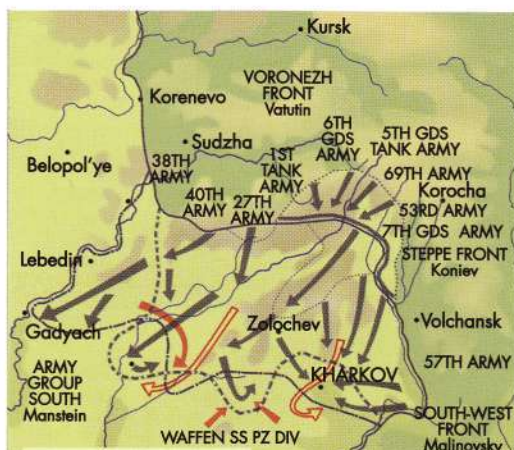 Kursk
VORONEZH
FRONT
Vatutin
Korenevo
6TH
GDS
ARMY
5TH GDS
TANK ARMY
Sudzha
1ST
TANK
ARMY
Belopol'ye
38TH
ARMY
69TH ARMY
Korocha
40TH
ARMY
27TH
ARMY
53RD ARMY
7TH GDS ARMY
STEPPE FRONT
Koniev
Lebedin
Gadyach
Zolochev
Volchansk
ARMY
GROUP
SOUTH
Manstein
57TH ARMY
KHARKOV
SOUTH-WEST
FRONT
Malinovsky
WAFFEN SS PZ DIV